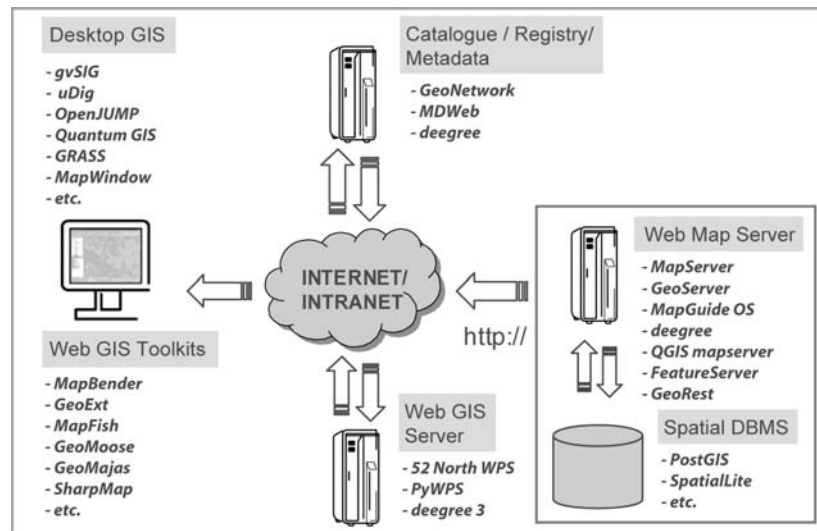 Desktop GIS
- gvSIG
- uDig
- OpenJUMP
- Quantum GIS
- GRASS
- MapWindow
- etc.
Catalogue / Registry/
Metadata
- GeoNetwork
- MDWeb
- deegree
INTERNET/
INTRANET
http://
Web Map Server
- MapServer
- GeoServer
- MapGuide OS
- deegree
- QGIS mapserver
- FeatureServer
- GeoRest
Web GIS Toolkits
- MapBender
- GeoExt
- MapFish
- GeoMoose
- GeoMajas
- SharpMap
- etc.
Web GIS
Server
- 52 North WPS
- PyWPS
- deegree 3
Spatial DBMS
- PostGIS
- SpatialLite
- etc.